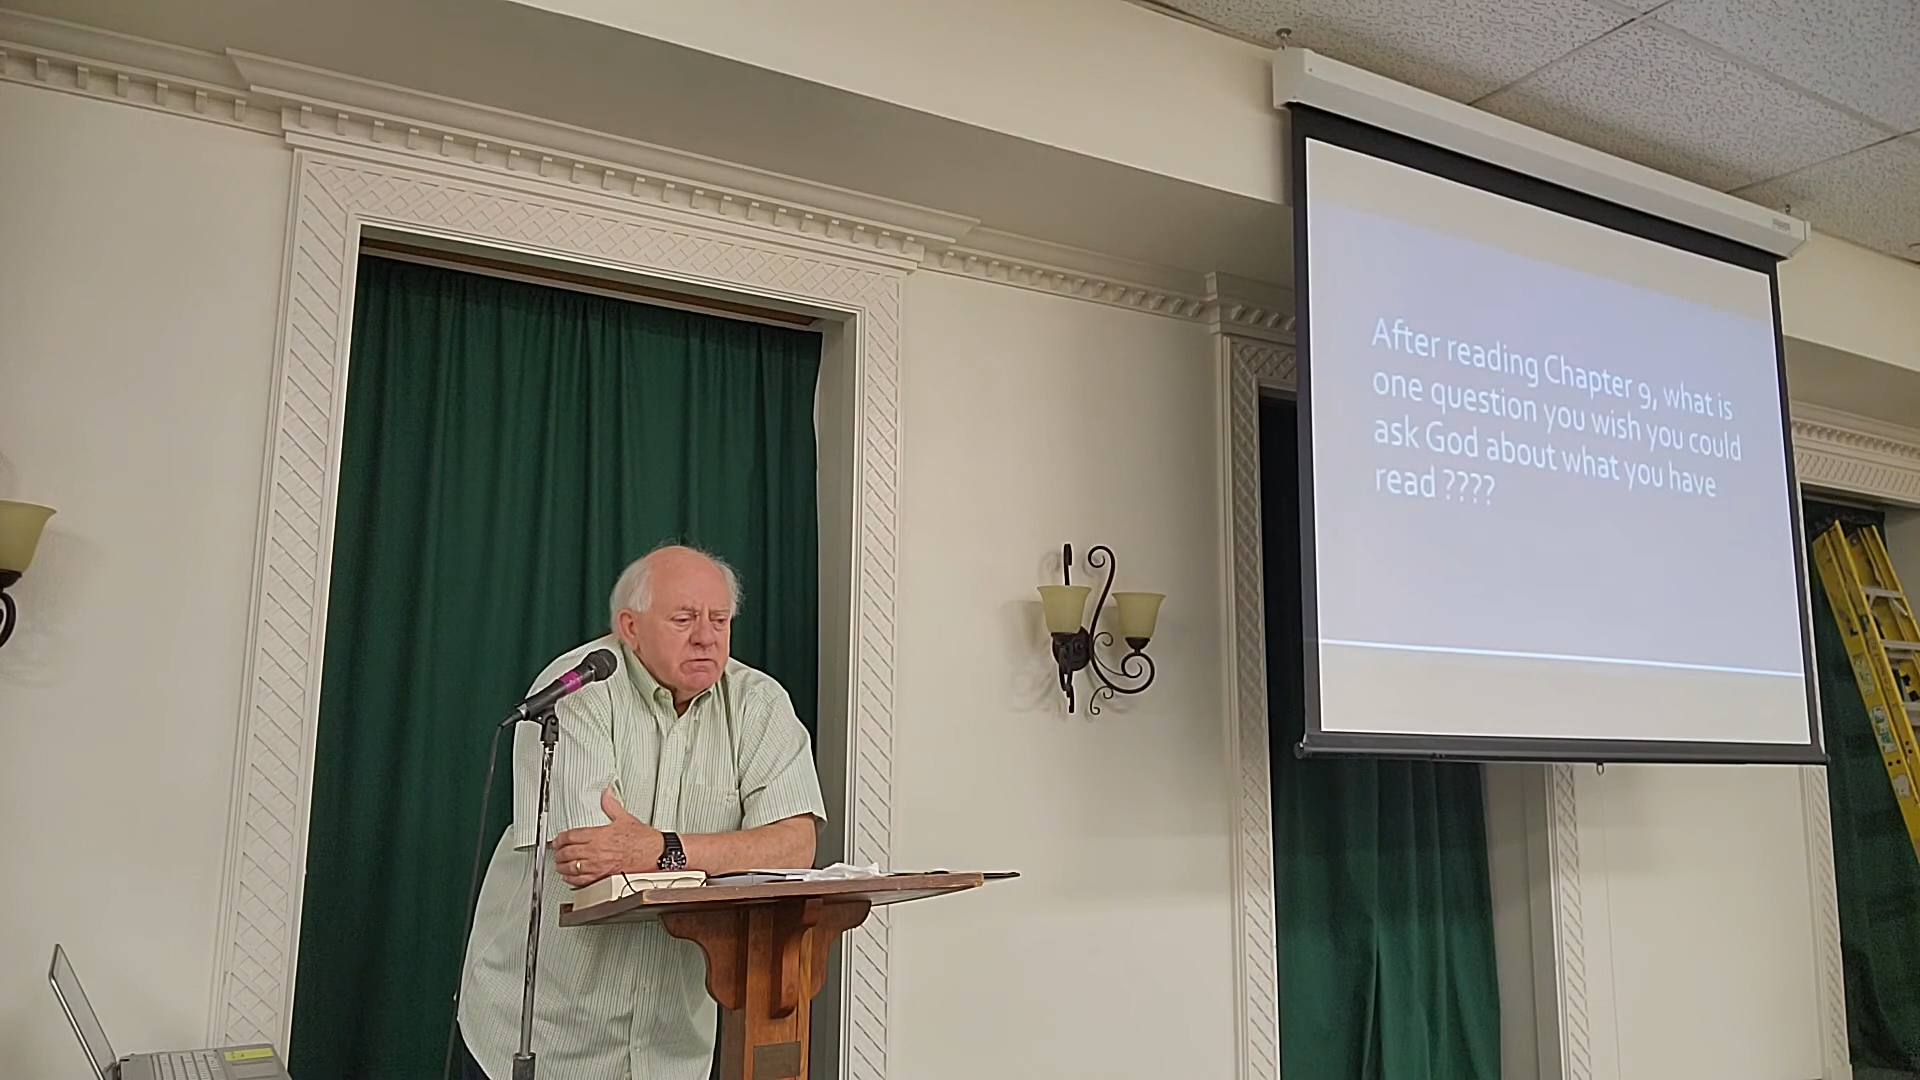 After reading Chapter 9, what is
one question you wish you could
ask God about what you have
read ????